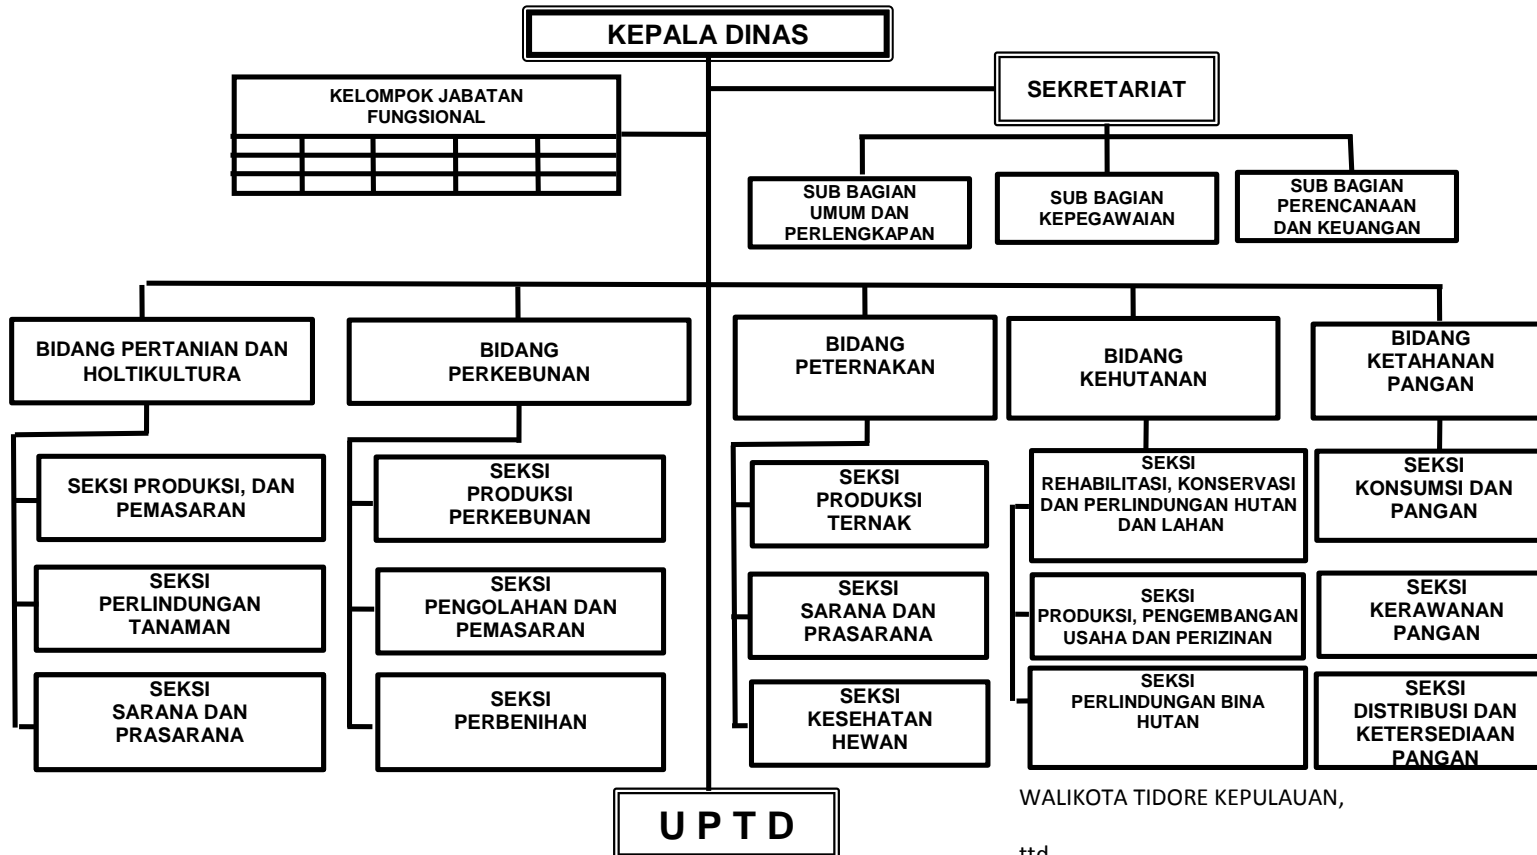 KEPALA DINAS
KELOMPOK JABATAN
FUNGSIONAL
SEKRETARIAT
SUB BAGIAN
UMUM DAN
PERLENGKAPAN
SUB BAGIAN
KEPEGAWAIAN
SUB BAGIAN
PERENCANAAN
DAN KEUANGAN
BIDANG PERTANIAN DAN
HOLTIKULTURA
BIDANG
PERKEBUNAN
BIDANG
PETERNAKAN
BIDANG
KEHUTANAN
BIDANG
KETAHANAN
PANGAN
SEKSI PRODUKSI, DAN
PEMASARAN
SEKSI
PRODUKSI
PERKEBUNAN
SEKSI
PRODUKSI
TERNAK
SEKSI
REHABILITASI, KONSERVASI
DAN PERLINDUNGAN HUTAN
DAN LAHAN
SEKSI
KONSUMSI DAN
PANGAN
SEKSI
PERLINDUNGAN
TANAMAN
SEKSI
PENGOLAHAN DAN
PEMASARAN
SEKSI
SARANA DAN
PRASARANA
SEKSI
PRODUKSI, PENGEMBANGAN
USAHA DAN PERIZINAN
SEKSI
KERAWANAN
PANGAN
SEKSI
SARANA DAN
PRASARANA
SEKSI
PERBENIHAN
SEKSI
KESEHATAN
HEWAN
SEKSI
PERLINDUNGAN BINA
HUTAN
SEKSI
DISTRIBUSI DAN
KETERSEDIAAN
PANGAN
U P T D
WALIKOTA TIDORE KEPULAUAN,
ttd